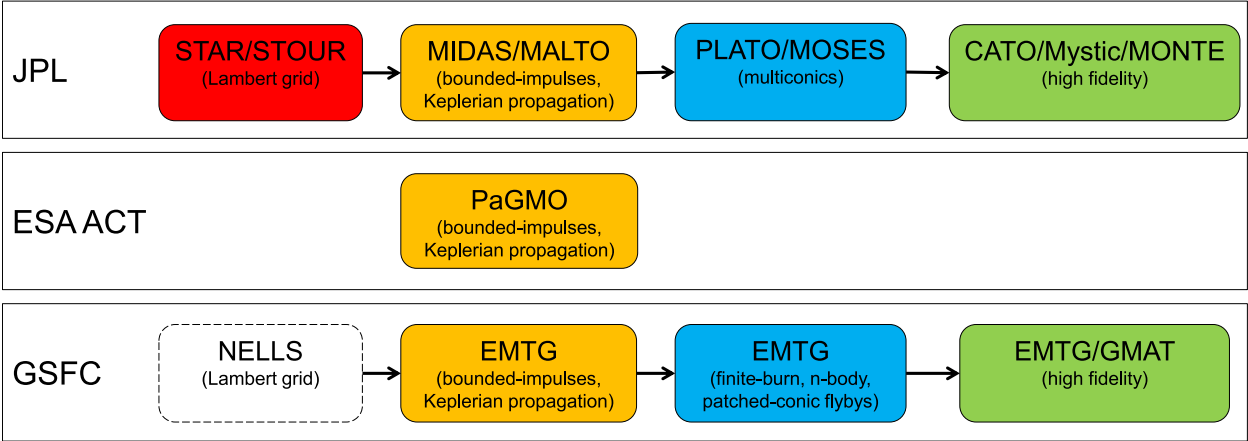 JPL
STAR/STOUR
(Lambert grid)
MIDAS/MALTO
(bounded-impulses,
Keplerian propagation)
PLATO/MOSES
(multiconics)
CATO/Mystic/MONTE
(high fidelity)
ESA ACT
PaGMO
(bounded-impulses,
Keplerian propagation)
GSFC
NELLS
(Lambert grid)
EMTG
(bounded-impulses,
Keplerian propagation)
EMTG
(finite-burn, n-body,
patched-conic flybys)
EMTG/GMAT
(high fidelity)